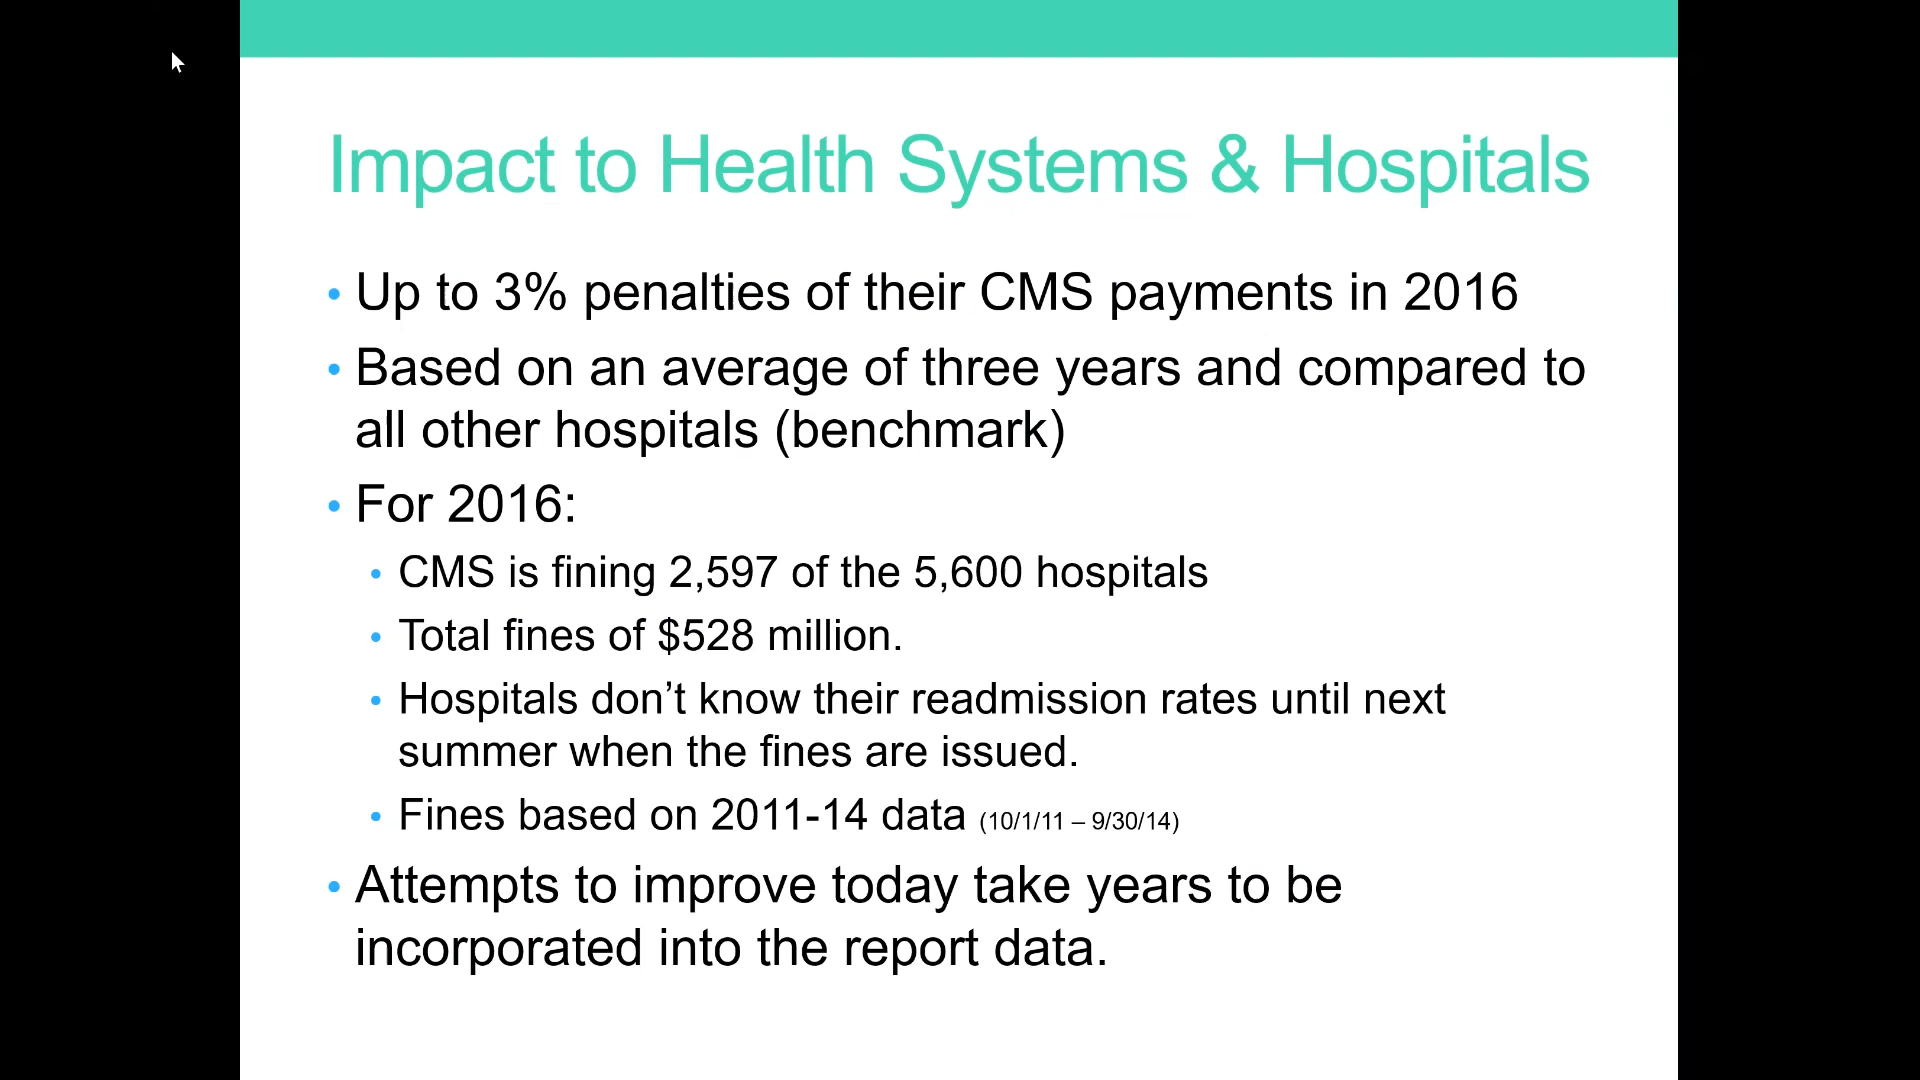 Impact to Health Systems & Hospitals
• Up to 3% penalties of their CMS payments in 2016
• Based on an average of three years and compared to
all other hospitals (benchmark)
• For 2016:
• CMS is fining 2,597 of the 5,600 hospitals
• Total fines of $528 million.
• Hospitals don’t know their readmission rates until next
summer when the fines are issued.
• Fines based on 2011-14 data (10/1/11 – 9/30/14)
• Attempts to improve today take years to be
incorporated into the report data.